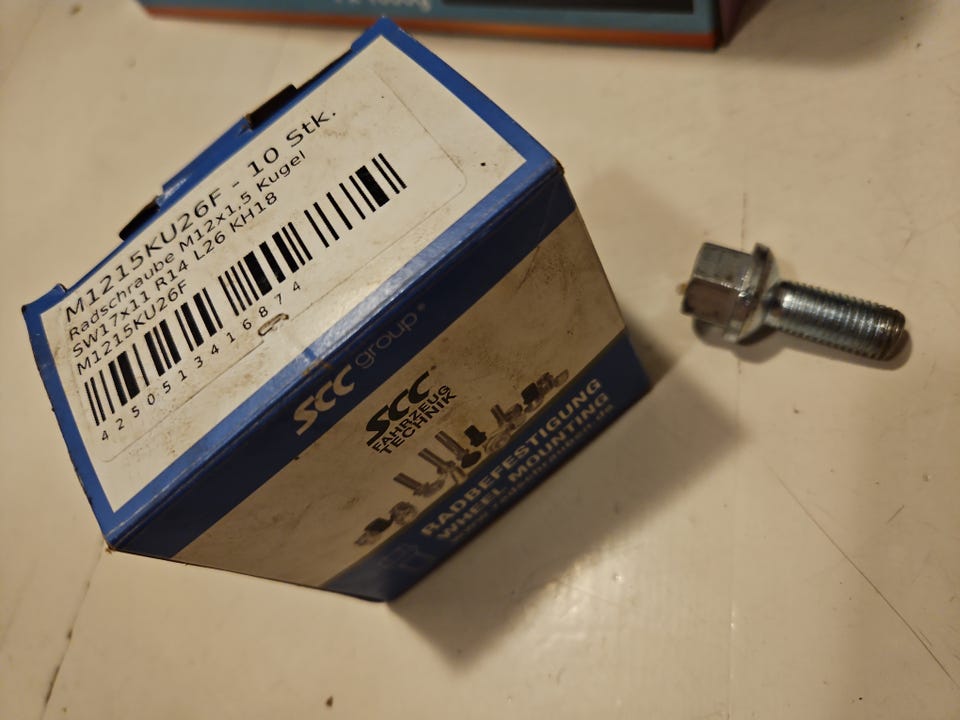 M1215KU26F - 10 Stk.
Radschraube M12x1,5 Kugel
SW17x11 R14 L26 KH18
M1215KU26F
4250513416874
SCC group®
SCC
FAHRZEUG
TECHNIK
RADBEFESTIGUNG
WHEEL MOUNTING